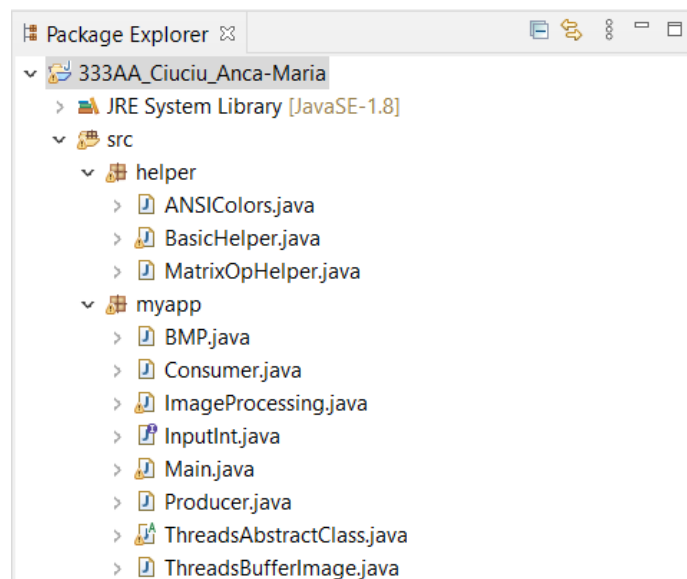 Package Explorer
333AA_Ciuciu_Anca-Maria
JRE System Library [JavaSE-1.8]
src
helper
ANSIColors.java
BasicHelper.java
MatrixOpHelper.java
myapp
BMP.java
Consumer.java
ImageProcessing.java
InputInt.java
Main.java
Producer.java
ThreadsAbstractClass.java
ThreadsBufferImage.java